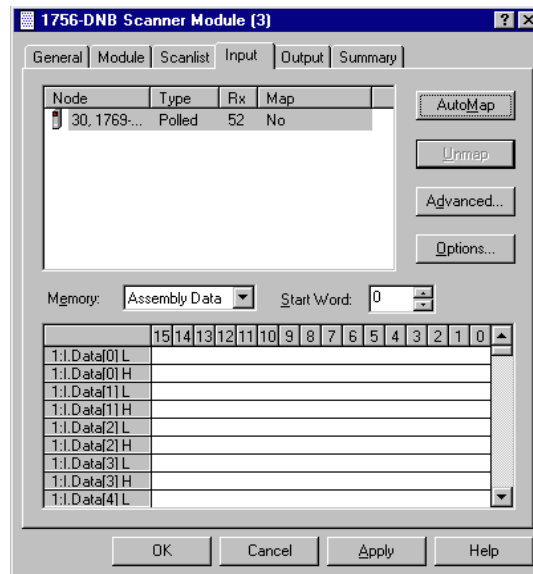 1756-DNB Scanner Module (3)
General Module Scanlist Input Output Summary
Node Type Rx Map
30, 1769-... Polled 52 No
AutoMap
Unmap
Advanced...
Options...
Memory: Assembly Data Start Word: 0
15 14 13 12 11 10 9 8 7 6 5 4 3 2 1 0
1:I.Data[0] L
1:I.Data[0] H
1:I.Data[1] L
1:I.Data[1] H
1:I.Data[2] L
1:I.Data[2] H
1:I.Data[3] L
1:I.Data[3] H
1:I.Data[4] L
OK Cancel Apply Help